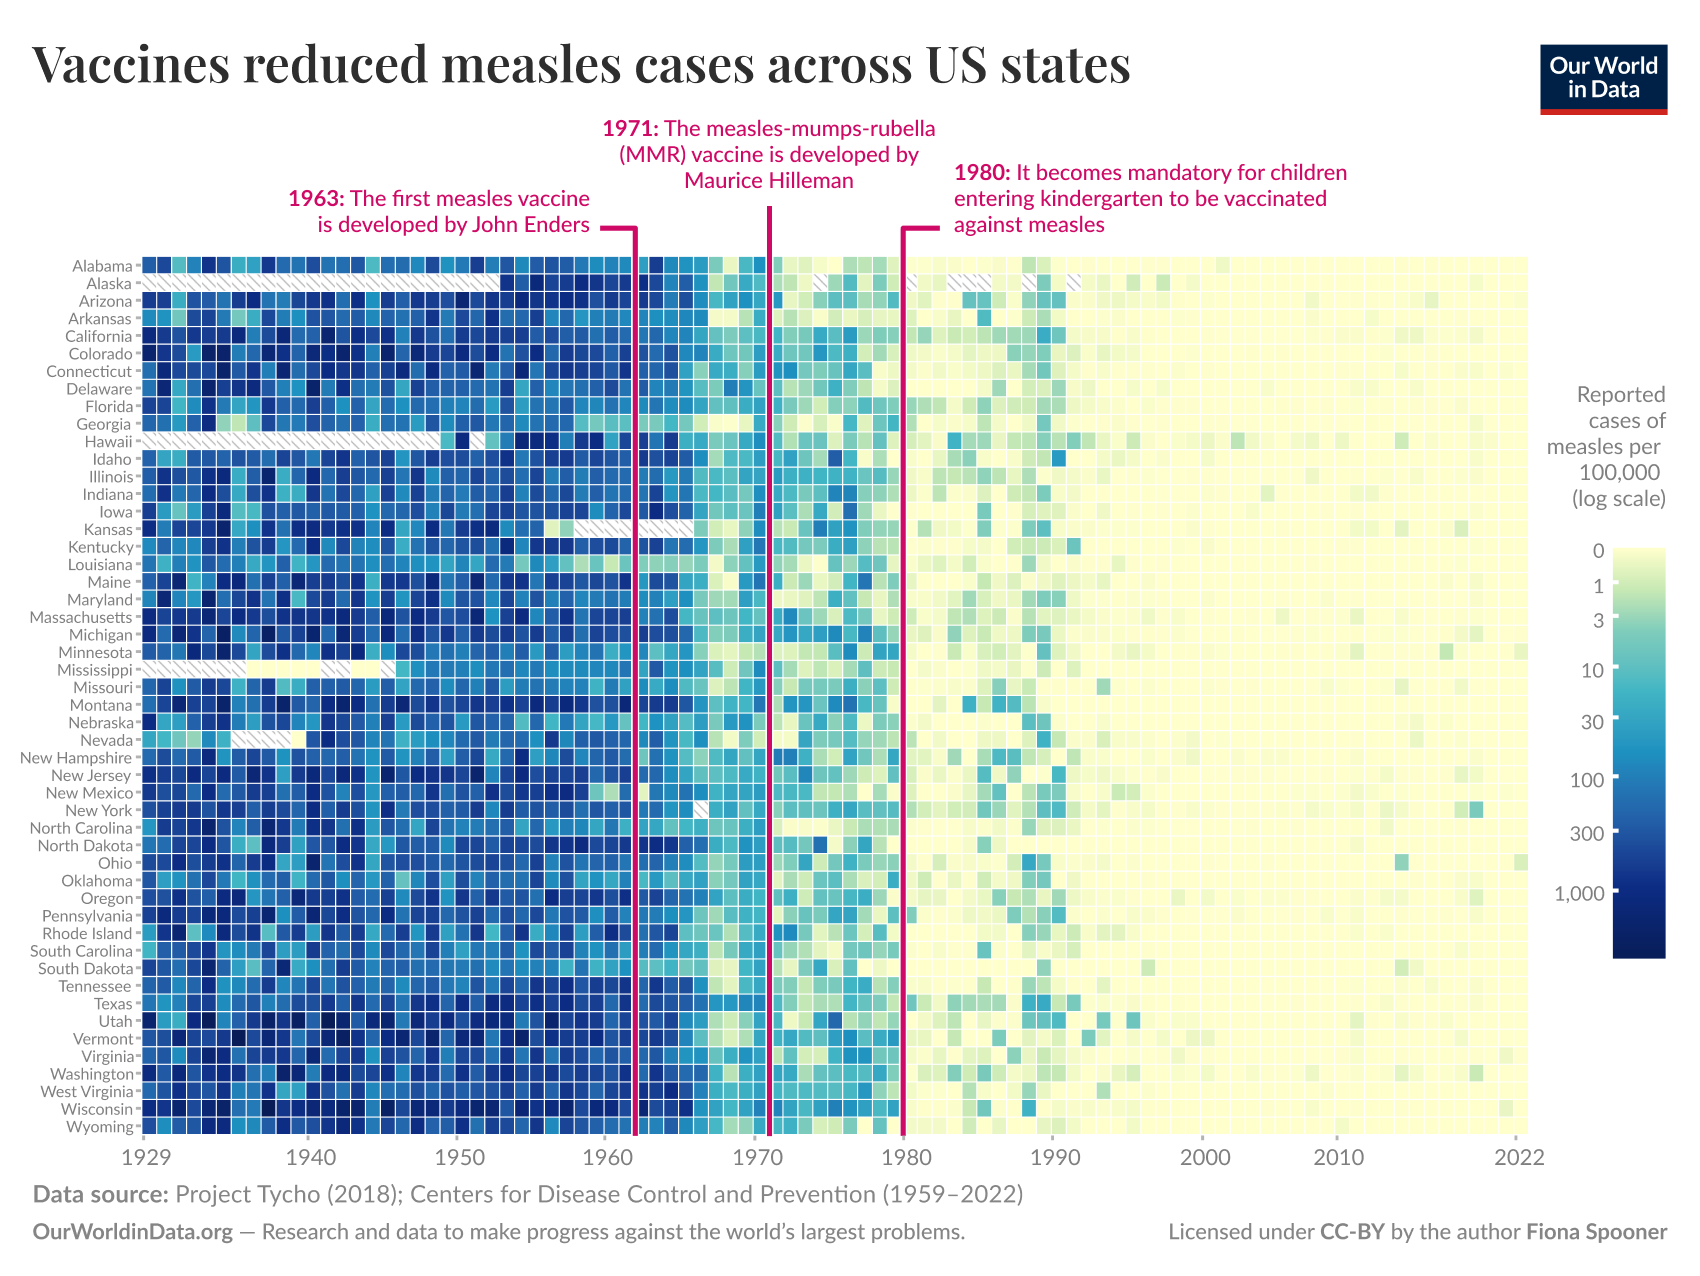 Vaccines reduced measles cases across US states
Our World
in Data
1971: The measles-mumps-rubella
(MMR) vaccine is developed by
Maurice Hilleman
1963: The first measles vaccine
is developed by John Enders
1980: It becomes mandatory for children
entering kindergarten to be vaccinated
against measles
Alabama
Alaska
Arizona
Arkansas
California
Colorado
Connecticut
Delaware
Florida
Georgia
Hawaii
Idaho
Illinois
Indiana
Iowa
Kansas
Kentucky
Louisiana
Maine
Maryland
Massachusetts
Michigan
Minnesota
Mississippi
Missouri
Montana
Nebraska
Nevada
New Hampshire
New Jersey
New Mexico
New York
North Carolina
North Dakota
Ohio
Oklahoma
Oregon
Pennsylvania
Rhode Island
South Carolina
South Dakota
Tennessee
Texas
Utah
Vermont
Virginia
Washington
West Virginia
Wisconsin
Wyoming
1929 1940 1950 1960 1970 1980 1990 2000 2010 2022
Reported
cases of
measles per
100,000
(log scale)
0
1
3
10
30
100
300
1,000
Data source: Project Tycho (2018); Centers for Disease Control and Prevention (1959–2022)
OurWorldinData.org — Research and data to make progress against the world's largest problems.
Licensed under CC-BY by the author Fiona Spooner